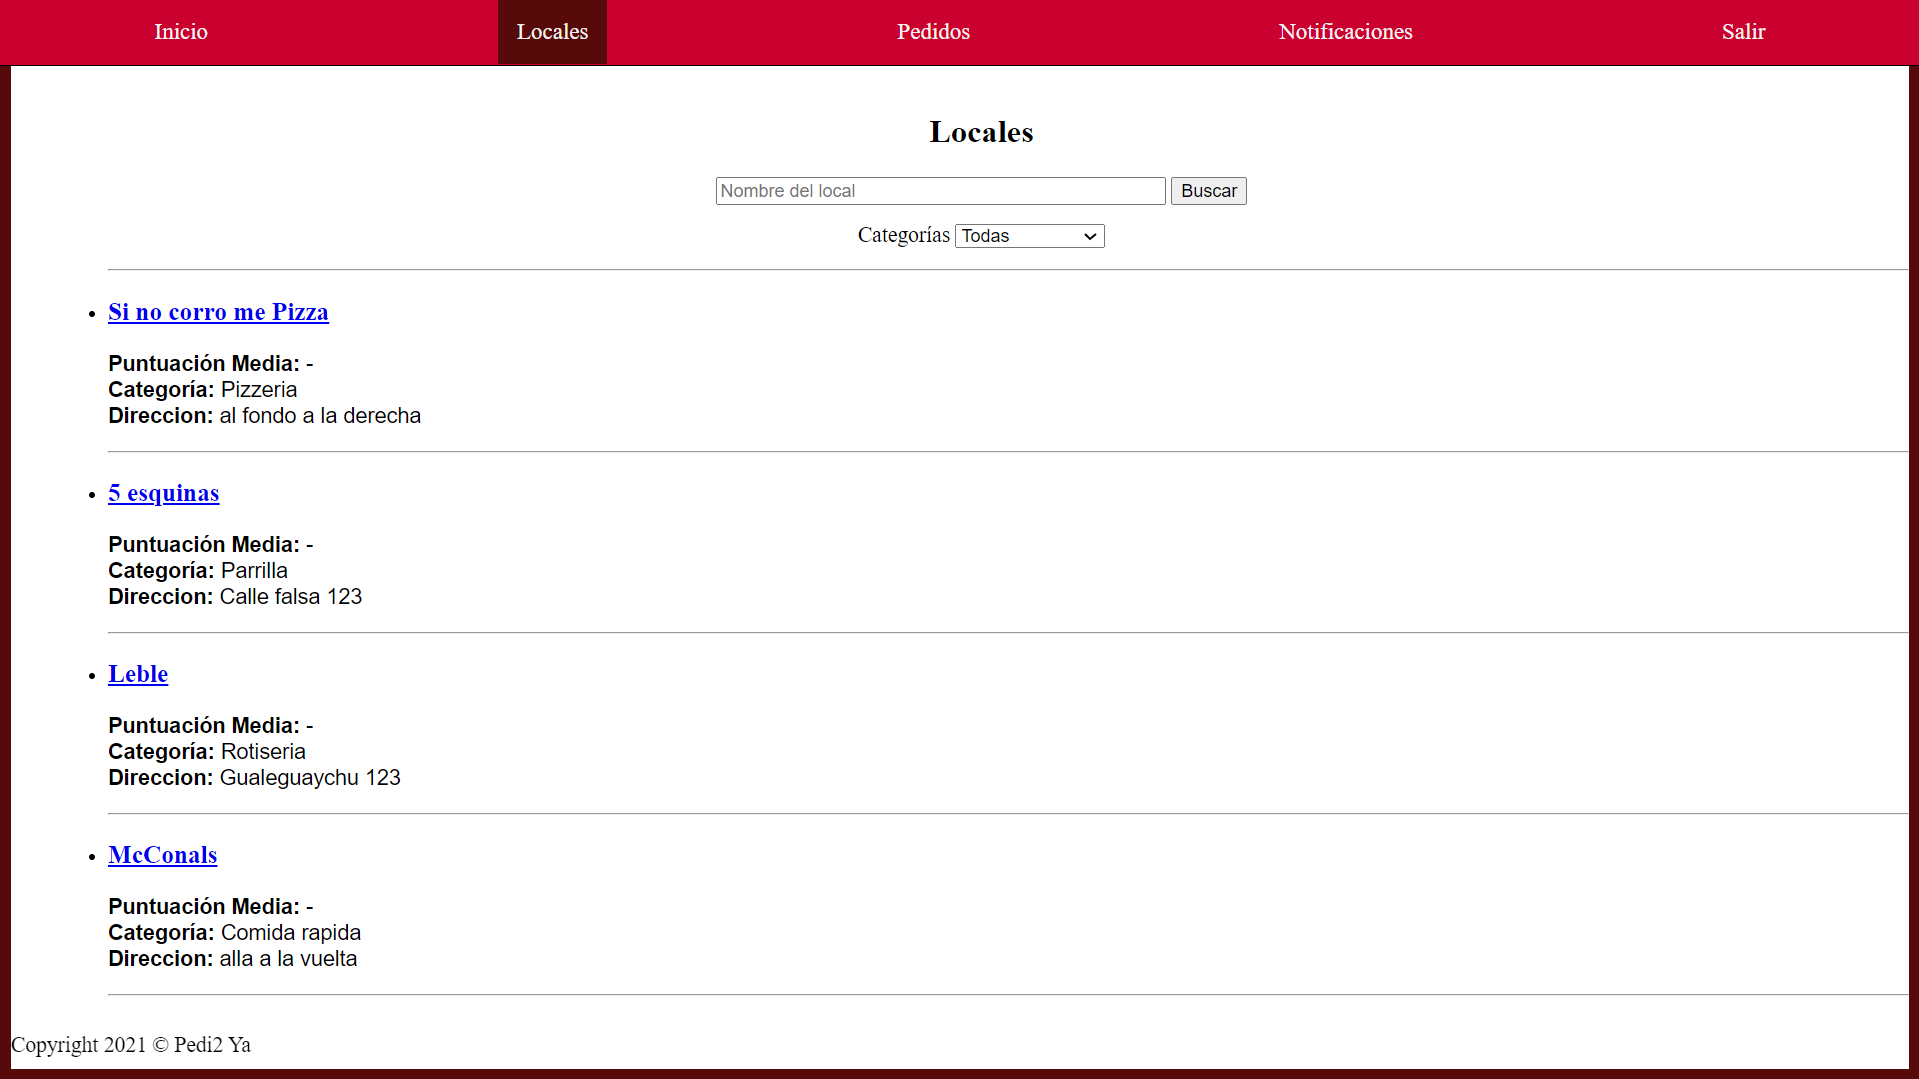 Inicio Locales Pedidos Notificaciones Salir
Locales
Nombre del local Buscar
Categorías Todas
Si no corro me Pizza
Puntuación Media: -
Categoría: Pizzeria
Direccion: al fondo a la derecha
5 esquinas
Puntuación Media: -
Categoría: Parrilla
Direccion: Calle falsa 123
Leble
Puntuación Media: -
Categoría: Rotiseria
Direccion: Gualeguaychu 123
McConals
Puntuación Media: -
Categoría: Comida rapida
Direccion: alla a la vuelta
Copyright 2021 © Pedi2 Ya